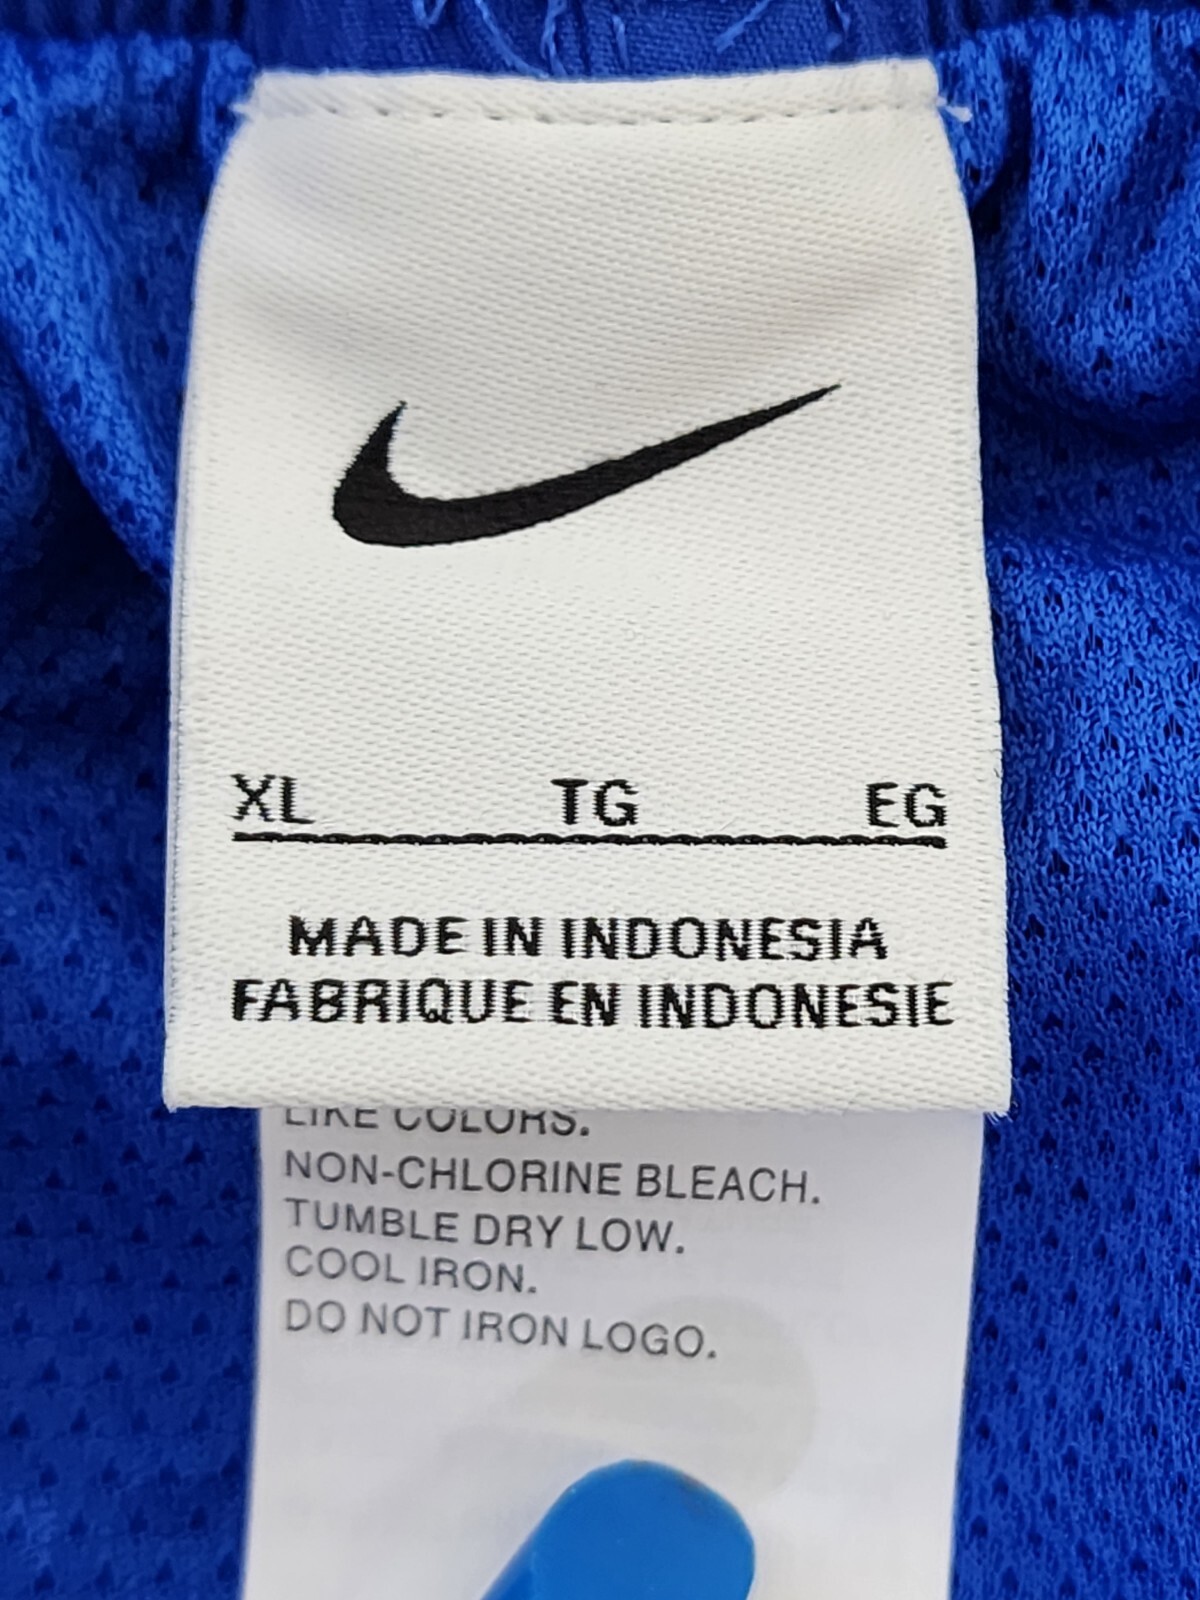 XL TG EG
MADE IN INDONESIA
FABRIQUE EN INDONESIE
LIKE COLORS.
NON-CHLORINE BLEACH.
TUMBLE DRY LOW.
COOL IRON.
DO NOT IRON LOGO.